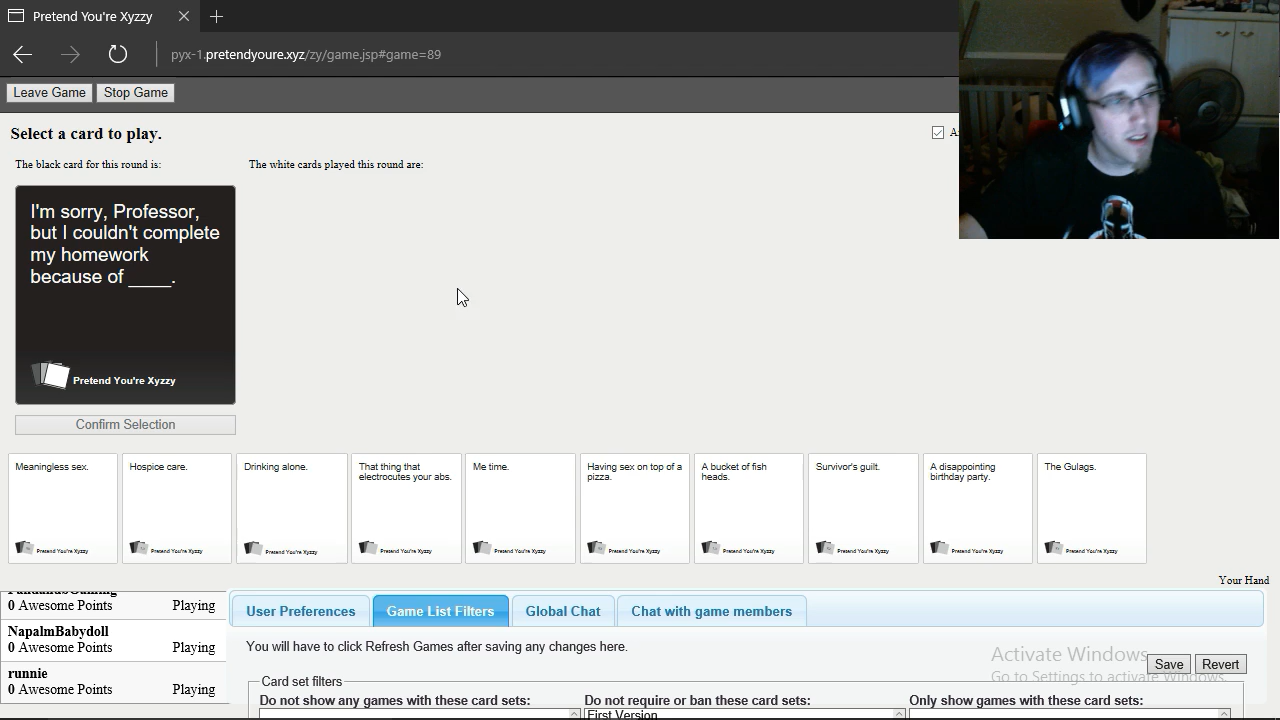 Pretend You're Xyzzy
pyx-1.pretendyoure.xyz/zy/game.jsp#game=89
Leave Game Stop Game
Select a card to play.
The black card for this round is: The white cards played this round are:
I'm sorry, Professor,
but I couldn't complete
my homework
because of ____.
Pretend You're Xyzzy
Confirm Selection
Meaningless sex.
Pretend You're Xyzzy
Hospice care.
Pretend You're Xyzzy
Drinking alone.
Pretend You're Xyzzy
That thing that
electrocutes your abs.
Pretend You're Xyzzy
Me time.
Pretend You're Xyzzy
Having sex on top of a
pizza.
Pretend You're Xyzzy
A bucket of fish
heads.
Pretend You're Xyzzy
Survivor's guilt.
Pretend You're Xyzzy
A disappointing
birthday party.
Pretend You're Xyzzy
The Gulags.
Pretend You're Xyzzy
Your Hand
0 Awesome Points Playing
NapalmBabydoll
0 Awesome Points Playing
runnie
0 Awesome Points Playing
User Preferences Game List Filters Global Chat Chat with game members
You will have to click Refresh Games after saving any changes here.
Activate Windows
Go to Settings to activate Windows.
Save Revert
Card set filters
Do not show any games with these card sets: Do not require or ban these card sets: Only show games with these card sets:
First Version